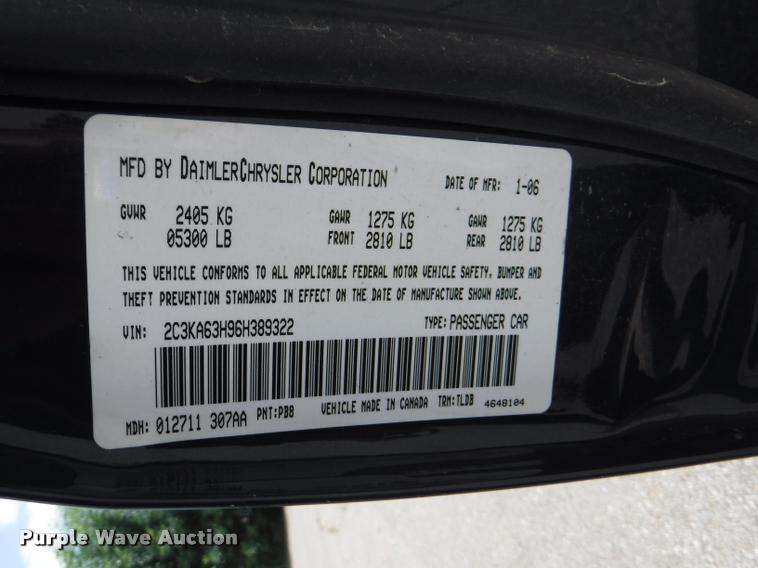 MFD BY DAIMLERCHRYSLER CORPORATION DATE OF MFR: 1-06
GVWR 2405 KG GAWR 1275 KG GAWR 1275 KG
05300 LB FRONT 2810 LB REAR 2810 LB
THIS VEHICLE CONFORMS TO ALL APPLICABLE FEDERAL MOTOR VEHICLE SAFETY, BUMPER AND
THEFT PREVENTION STANDARDS IN EFFECT ON THE DATE OF MANUFACTURE SHOWN ABOVE.
VIN: 2C3KA63H96H389322 TYPE: PASSENGER CAR
MDH: 012711 307AA PNT:PB8 VEHICLE MADE IN CANADA TRM:TLDB 4648104
Purple Wave Auction